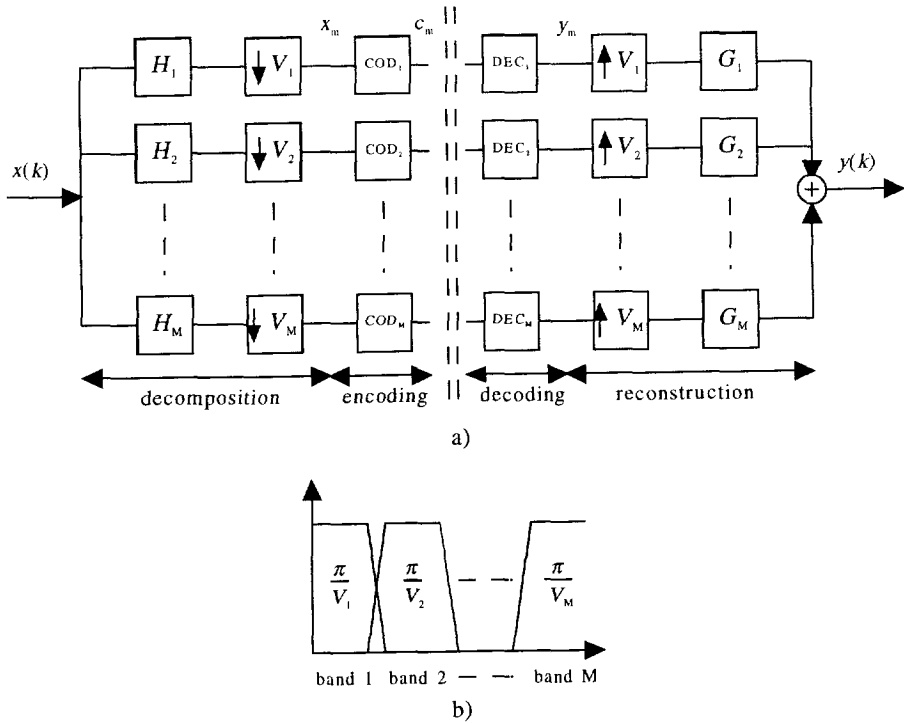 x_m c_m y_m
H_1 ↓ V_1 COD_1 DEC_1 ↑ V_1 G_1
H_2 ↓ V_2 COD_2 DEC_2 ↑ V_2 G_2
x(k) + y(k)
H_M ↓ V_M COD_M DEC_M ↑ V_M G_M
decomposition encoding decoding reconstruction
a)
π/V_1 π/V_2 π/V_M
band 1 band 2 band M
b)